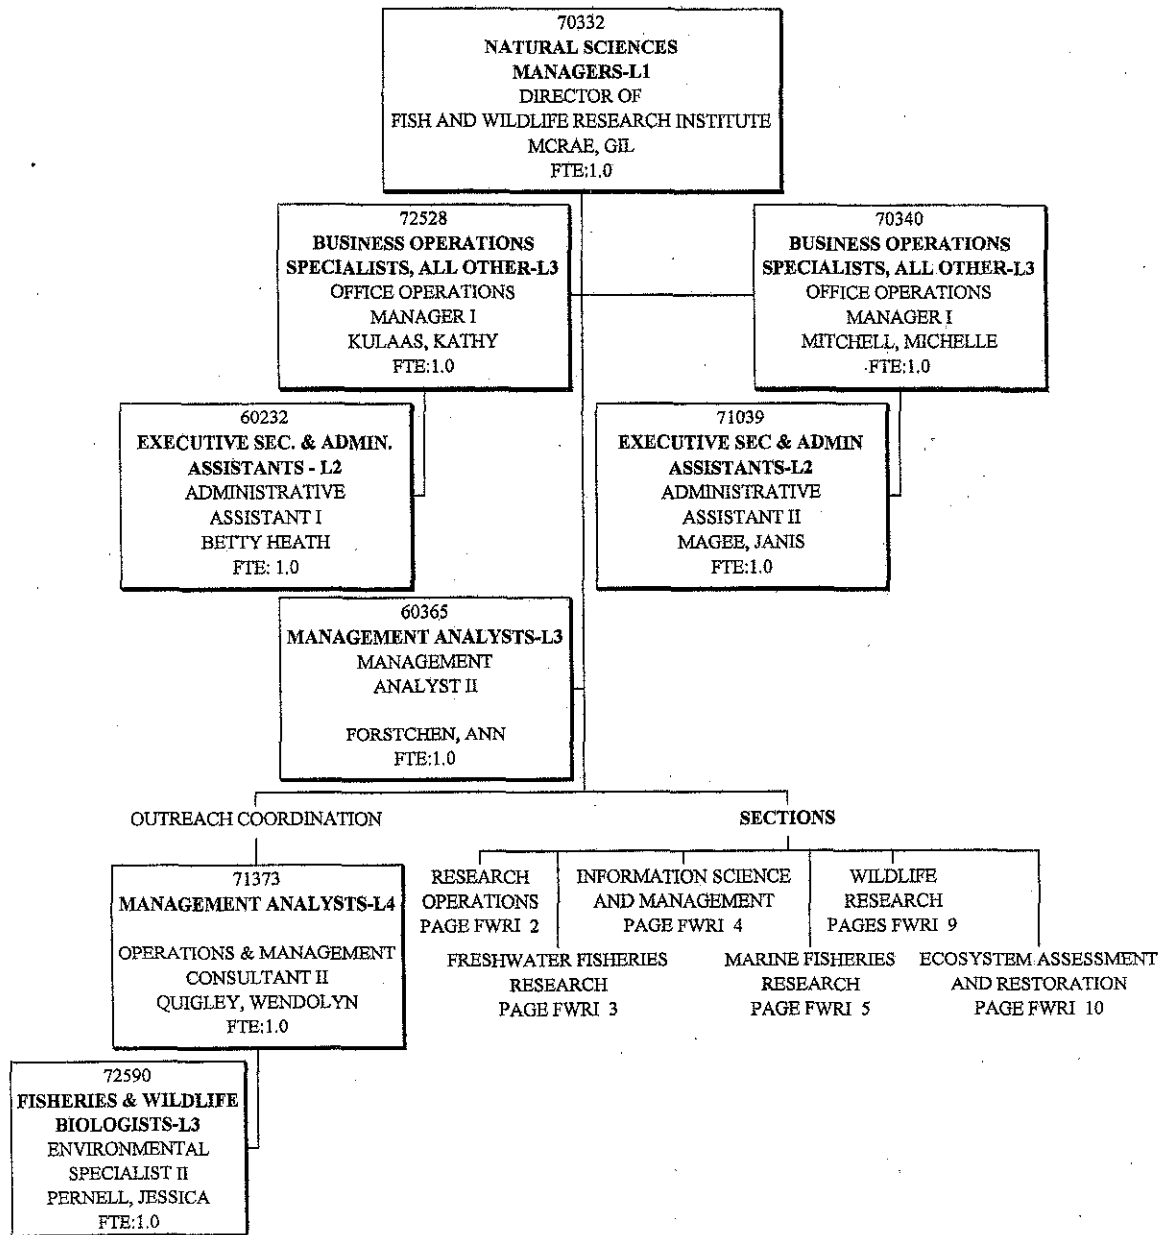 70332
NATURAL SCIENCES
MANAGERS-L1
DIRECTOR OF
FISH AND WILDLIFE RESEARCH INSTITUTE
MCRAE, GIL
FTE:1.0
72528
BUSINESS OPERATIONS
SPECIALISTS, ALL OTHER-L3
OFFICE OPERATIONS
MANAGER I
KULAAS, KATHY
FTE:1.0
70340
BUSINESS OPERATIONS
SPECIALISTS, ALL OTHER-L3
OFFICE OPERATIONS
MANAGER I
MITCHELL, MICHELLE
FTE:1.0
60232
EXECUTIVE SEC. & ADMIN.
ASSISTANTS - L2
ADMINISTRATIVE
ASSISTANT I
BETTY HEATH
FTE: 1.0
71039
EXECUTIVE SEC & ADMIN
ASSISTANTS-L2
ADMINISTRATIVE
ASSISTANT II
MAGEE, JANIS
FTE:1.0
60365
MANAGEMENT ANALYSTS-L3
MANAGEMENT
ANALYST II
FORSTCHEN, ANN
FTE:1.0
OUTREACH COORDINATION
71373
MANAGEMENT ANALYSTS-L4
OPERATIONS & MANAGEMENT
CONSULTANT II
QUIGLEY, WENDOLYN
FTE:1.0
72590
FISHERIES & WILDLIFE
BIOLOGISTS-L3
ENVIRONMENTAL
SPECIALIST II
PERNELL, JESSICA
FTE:1.0
SECTIONS
RESEARCH
OPERATIONS
PAGE FWRI 2
FRESHWATER FISHERIES
RESEARCH
PAGE FWRI 3
INFORMATION SCIENCE
AND MANAGEMENT
PAGE FWRI 4
MARINE FISHERIES
RESEARCH
PAGE FWRI 5
WILDLIFE
RESEARCH
PAGES FWRI 9
ECOSYSTEM ASSESSMENT
AND RESTORATION
PAGE FWRI 10